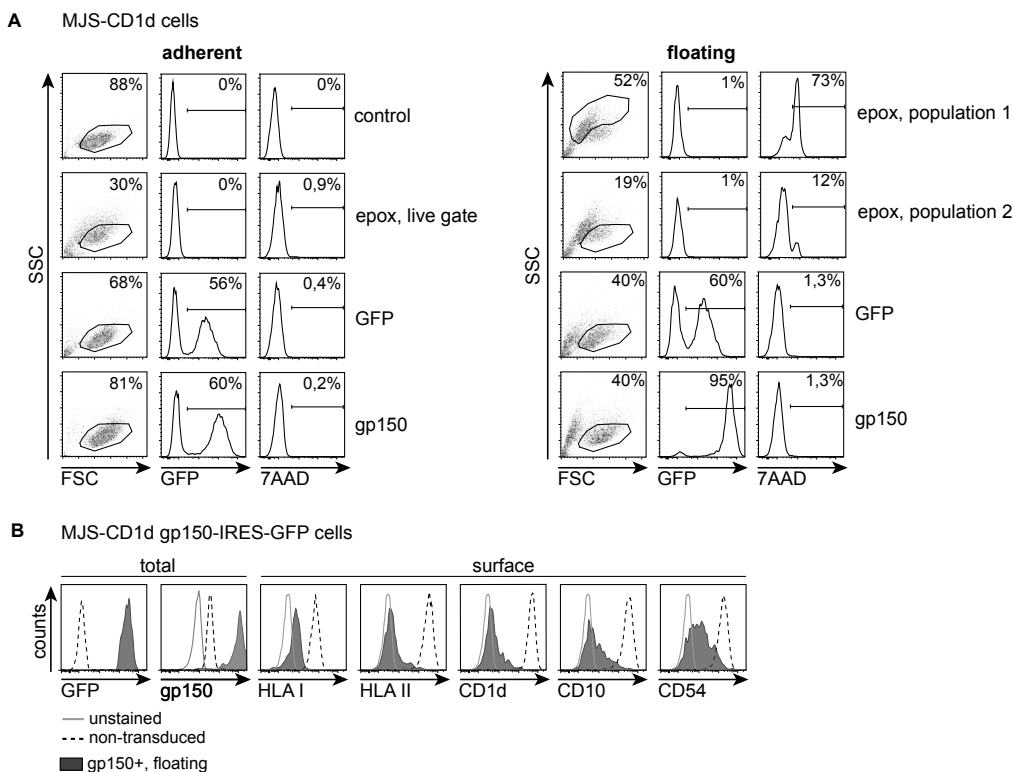 A MJS-CD1d cells
adherent
floating
88% 0% 0% control
30% 0% 0,9% epox, live gate
68% 56% 0,4% GFP
81% 60% 0,2% gp150
SSC
FSC GFP 7AAD
52% 1% 73% epox, population 1
19% 1% 12% epox, population 2
40% 60% 1,3% GFP
40% 95% 1,3% gp150
SSC
FSC GFP 7AAD
B MJS-CD1d gp150-IRES-GFP cells
total surface
counts
GFP gp150 HLA I HLA II CD1d CD10 CD54
unstained
non-transduced
gp150+, floating